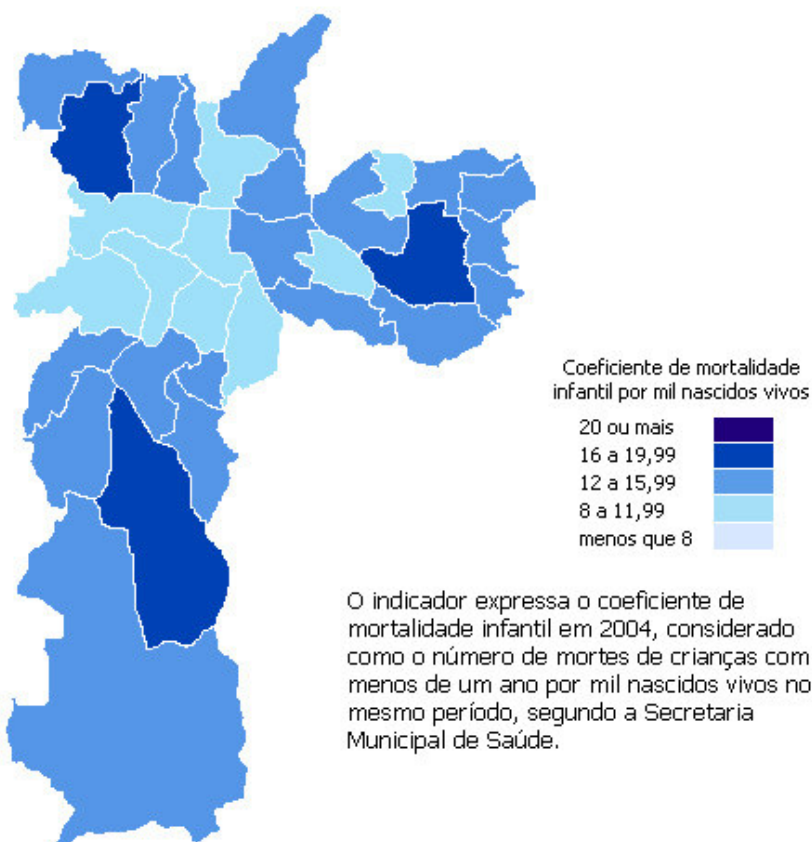 Coeficiente de mortalidade
infantil por mil nascidos vivos
20 ou mais
16 a 19,99
12 a 15,99
8 a 11,99
menos que 8
O indicador expressa o coeficiente de
mortalidade infantil em 2004, considerado
como o número de mortes de crianças com
menos de um ano por mil nascidos vivos no
mesmo período, segundo a Secretaria
Municipal de Saúde.